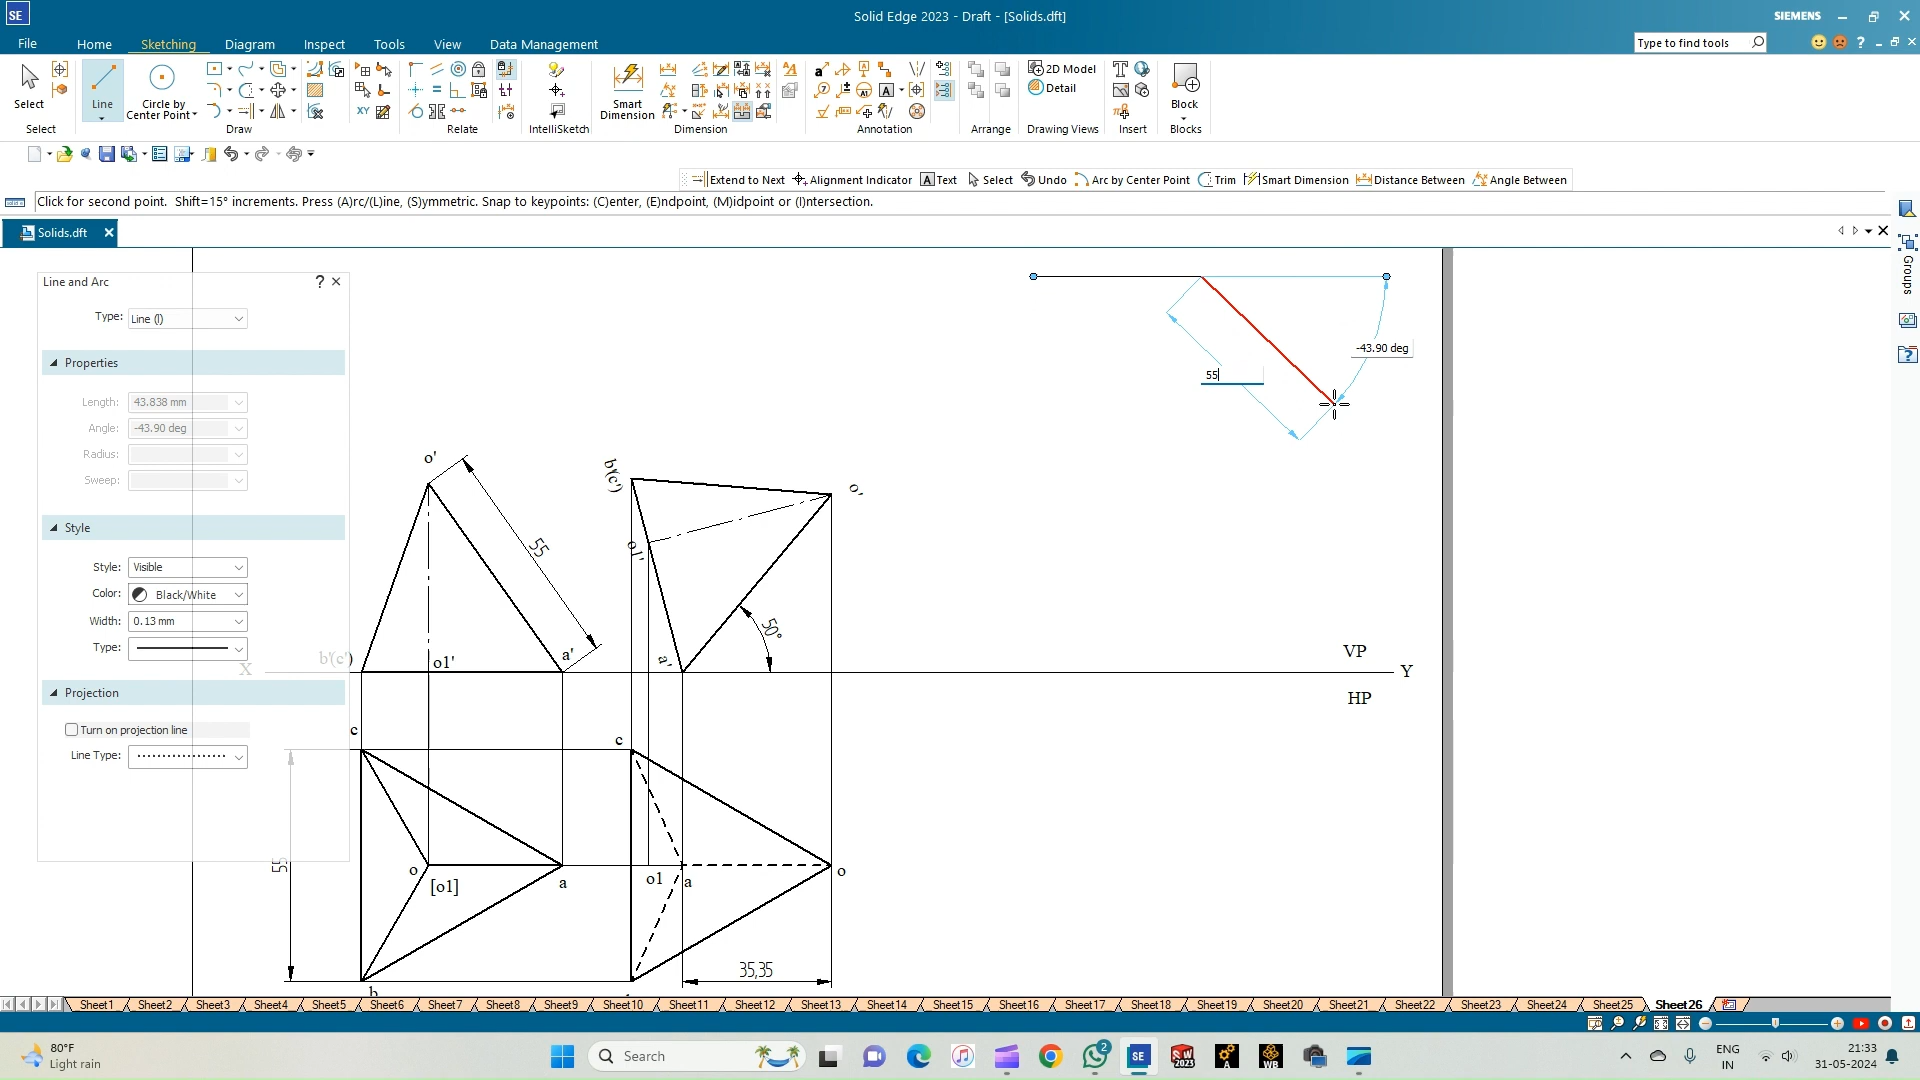 SE
Solid Edge 2023 - Draft - [Solids.dft]
SIEMENS
File
Home
Sketching
Diagram
Inspect
Tools
View
Data Management
Type to find tools
Select
Line
Circle by
Center Point
Smart
Dimension
2D Model
Detail
Block
Select
Draw
Relate
IntelliSketch
Dimension
Annotation
Arrange
Drawing Views
Insert
Blocks
Extend to Next
Alignment Indicator
Text
Select
Undo
Arc by Center Point
Trim
Smart Dimension
Distance Between
Angle Between
Click for second point.  Shift=15° increments. Press (A)rc/(L)ine, (S)ymmetric. Snap to keypoints: (C)enter, (E)ndpoint, (M)idpoint or (I)ntersection.
Solids.dft
Groups
Line and Arc
?
Type: Line (l)
Properties
Length: 43.838 mm
Angle: -43.90 deg
Radius:
Sweep:
Style
Style: Visible
Color: Black/White
Width: 0.13 mm
Type:
Projection
Turn on projection line
Line Type:
-43.90 deg
55
o'
55
b'(c')
o1'
a'
b'(c')
o'
o1'
a'
50°
X
VP
Y
HP
c
c
o
[o1]
a
o1
a
o
55
35,35
b
Sheet1
Sheet2
Sheet3
Sheet4
Sheet5
Sheet6
Sheet7
Sheet8
Sheet9
Sheet10
Sheet11
Sheet12
Sheet13
Sheet14
Sheet15
Sheet16
Sheet17
Sheet18
Sheet19
Sheet20
Sheet21
Sheet22
Sheet23
Sheet24
Sheet25
Sheet26
80°F
Light rain
Search
2
SE
SW
2023
A
WB
ENG
IN
21:33
31-05-2024